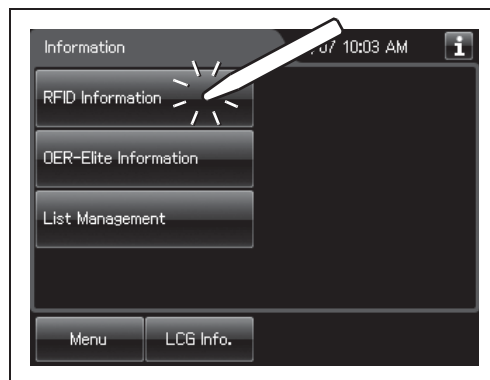 Information /07 10:03 AM i
RFID Information
OER-Elite Information
List Management
Menu LCG Info.